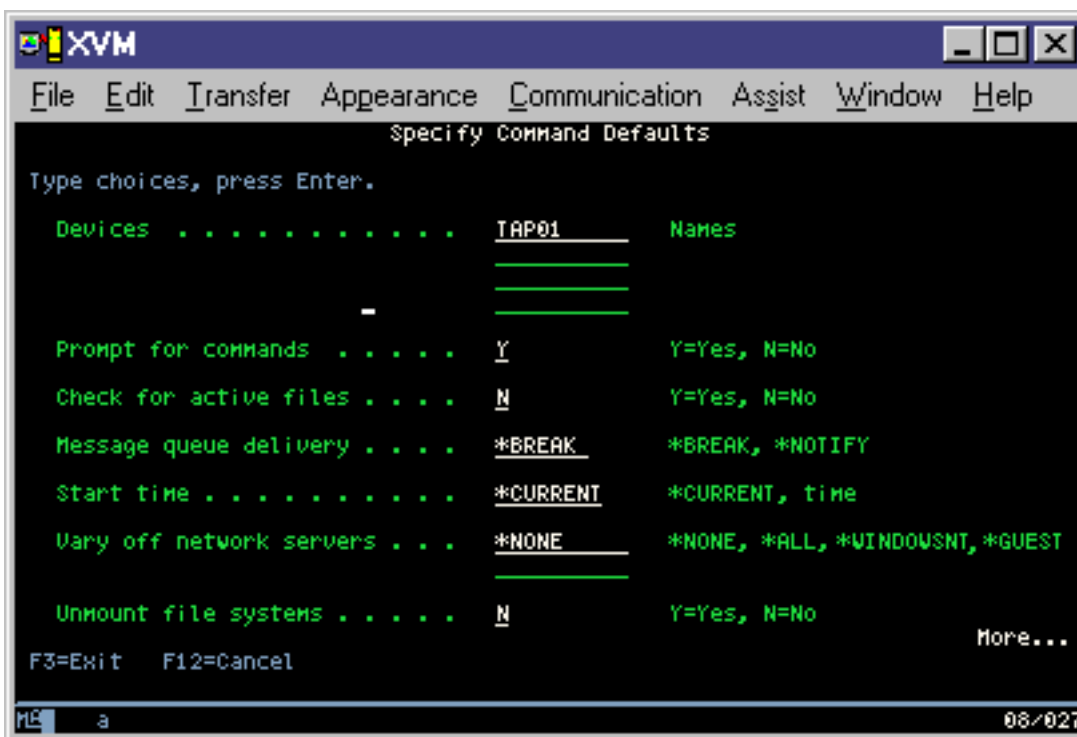 XVM
File Edit Transfer Appearance Communication Assist Window Help
Specify Command Defaults
Type choices, press Enter.
Devices . . . . . . . . . . . TAP01 Names
Prompt for commands . . . . . Y Y=Yes, N=No
Check for active files . . . . N Y=Yes, N=No
Message queue delivery . . . . *BREAK *BREAK, *NOTIFY
Start time . . . . . . . . . . *CURRENT *CURRENT, time
Vary off network servers . . . *NONE *NONE, *ALL, *WINDOWSNT, *GUEST
Unmount file systems . . . . . N Y=Yes, N=No
More...
F3=Exit F12=Cancel
MA a 08/027